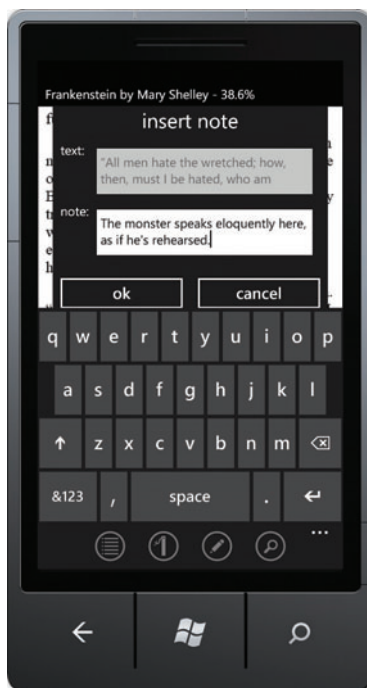 Frankenstein by Mary Shelley - 38.6%
insert note
text:
"All men hate the wretched; how,
then, must I be hated, who am
note:
The monster speaks eloquently here,
as if he's rehearsed.
ok
cancel
q w e r t y u i o p
a s d f g h j k l
z x c v b n m
&123 , space .
...